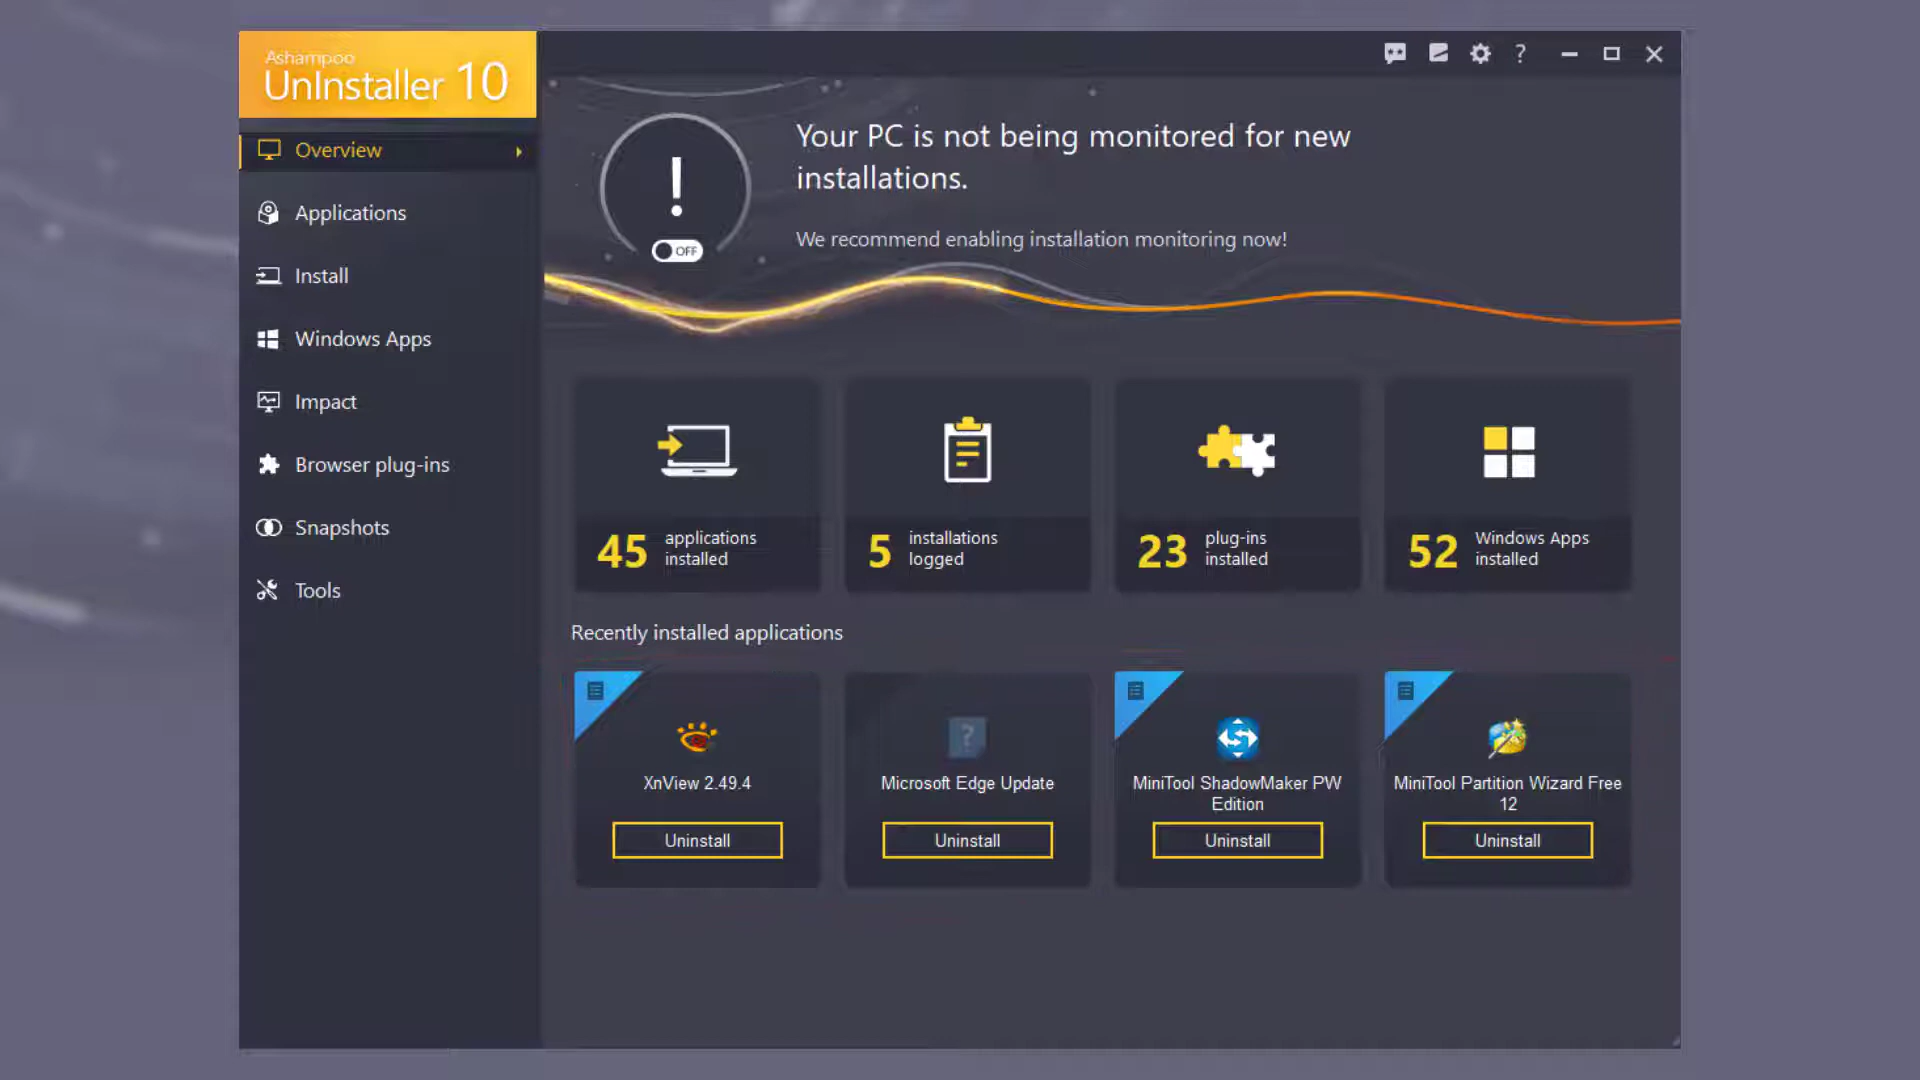 Ashampoo
UnInstaller 10
Overview
Applications
Install
Windows Apps
Impact
Browser plug-ins
Snapshots
Tools
?
!
OFF
Your PC is not being monitored for new
installations.
We recommend enabling installation monitoring now!
45 applications
installed
5 installations
logged
23 plug-ins
installed
52 Windows Apps
installed
Recently installed applications
XnView 2.49.4
Uninstall
?
Microsoft Edge Update
Uninstall
MiniTool ShadowMaker PW
Edition
Uninstall
MiniTool Partition Wizard Free
12
Uninstall